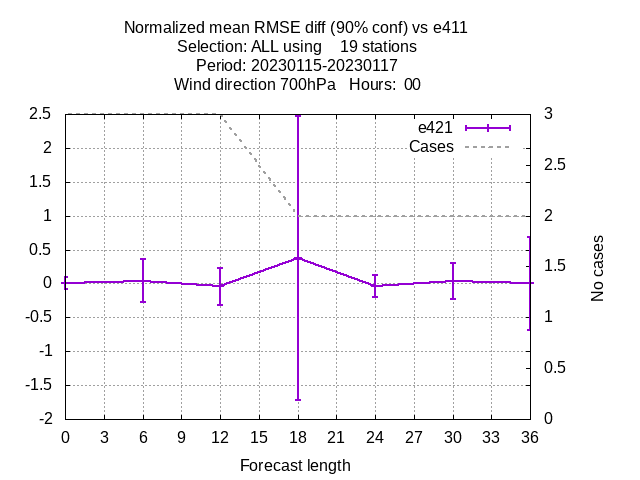 Normalized mean RMSE diff (90% conf) vs e411
Selection: ALL using    19 stations
Period: 20230115-20230117
Wind direction 700hPa   Hours:  00
2.5
2
1.5
1
0.5
0
-0.5
-1
-1.5
-2
3
2.5
2
1.5
1
0.5
0
e421
Cases
No cases
0 3 6 9 12 15 18 21 24 27 30 33 36
Forecast length